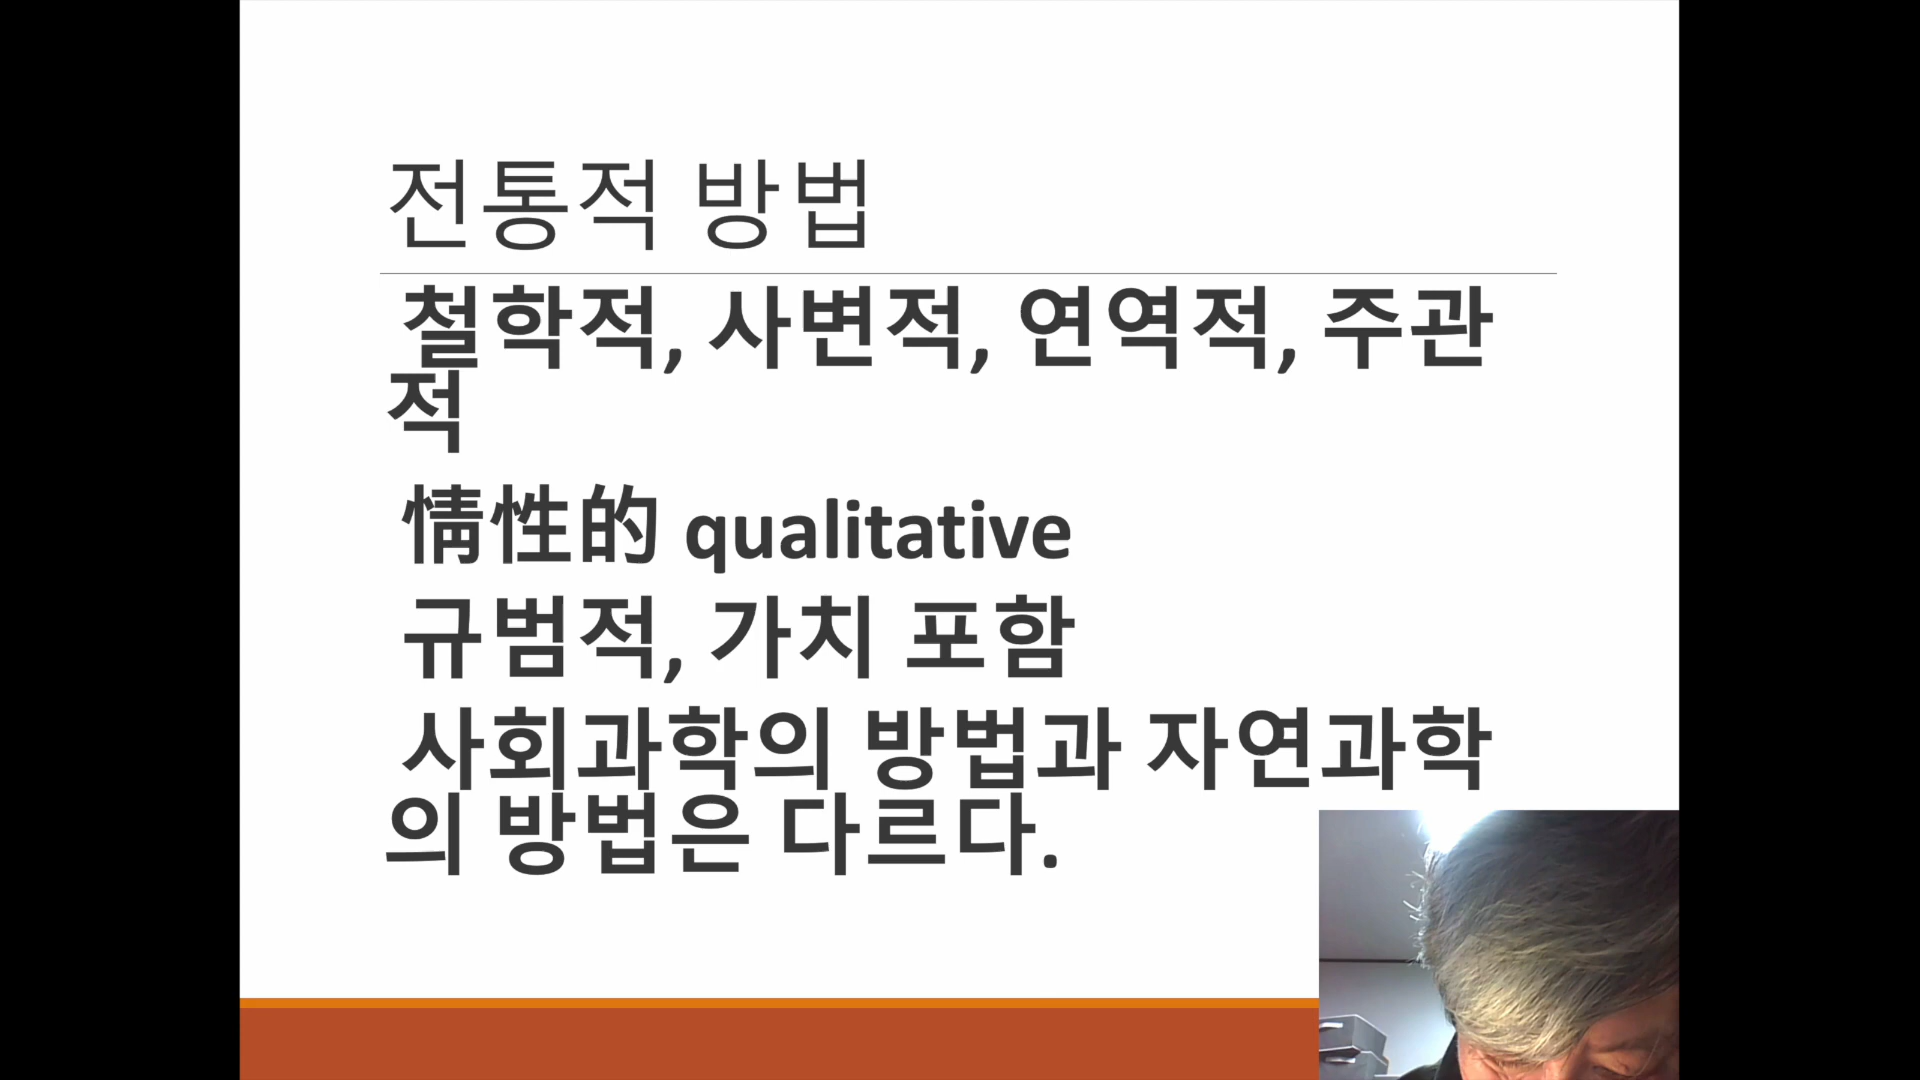 전통적 방법
철학적, 사변적, 연역적, 주관
적
情性的 qualitative
규범적, 가치 포함
사회과학의 방법과 자연과학
의 방법은 다르다.